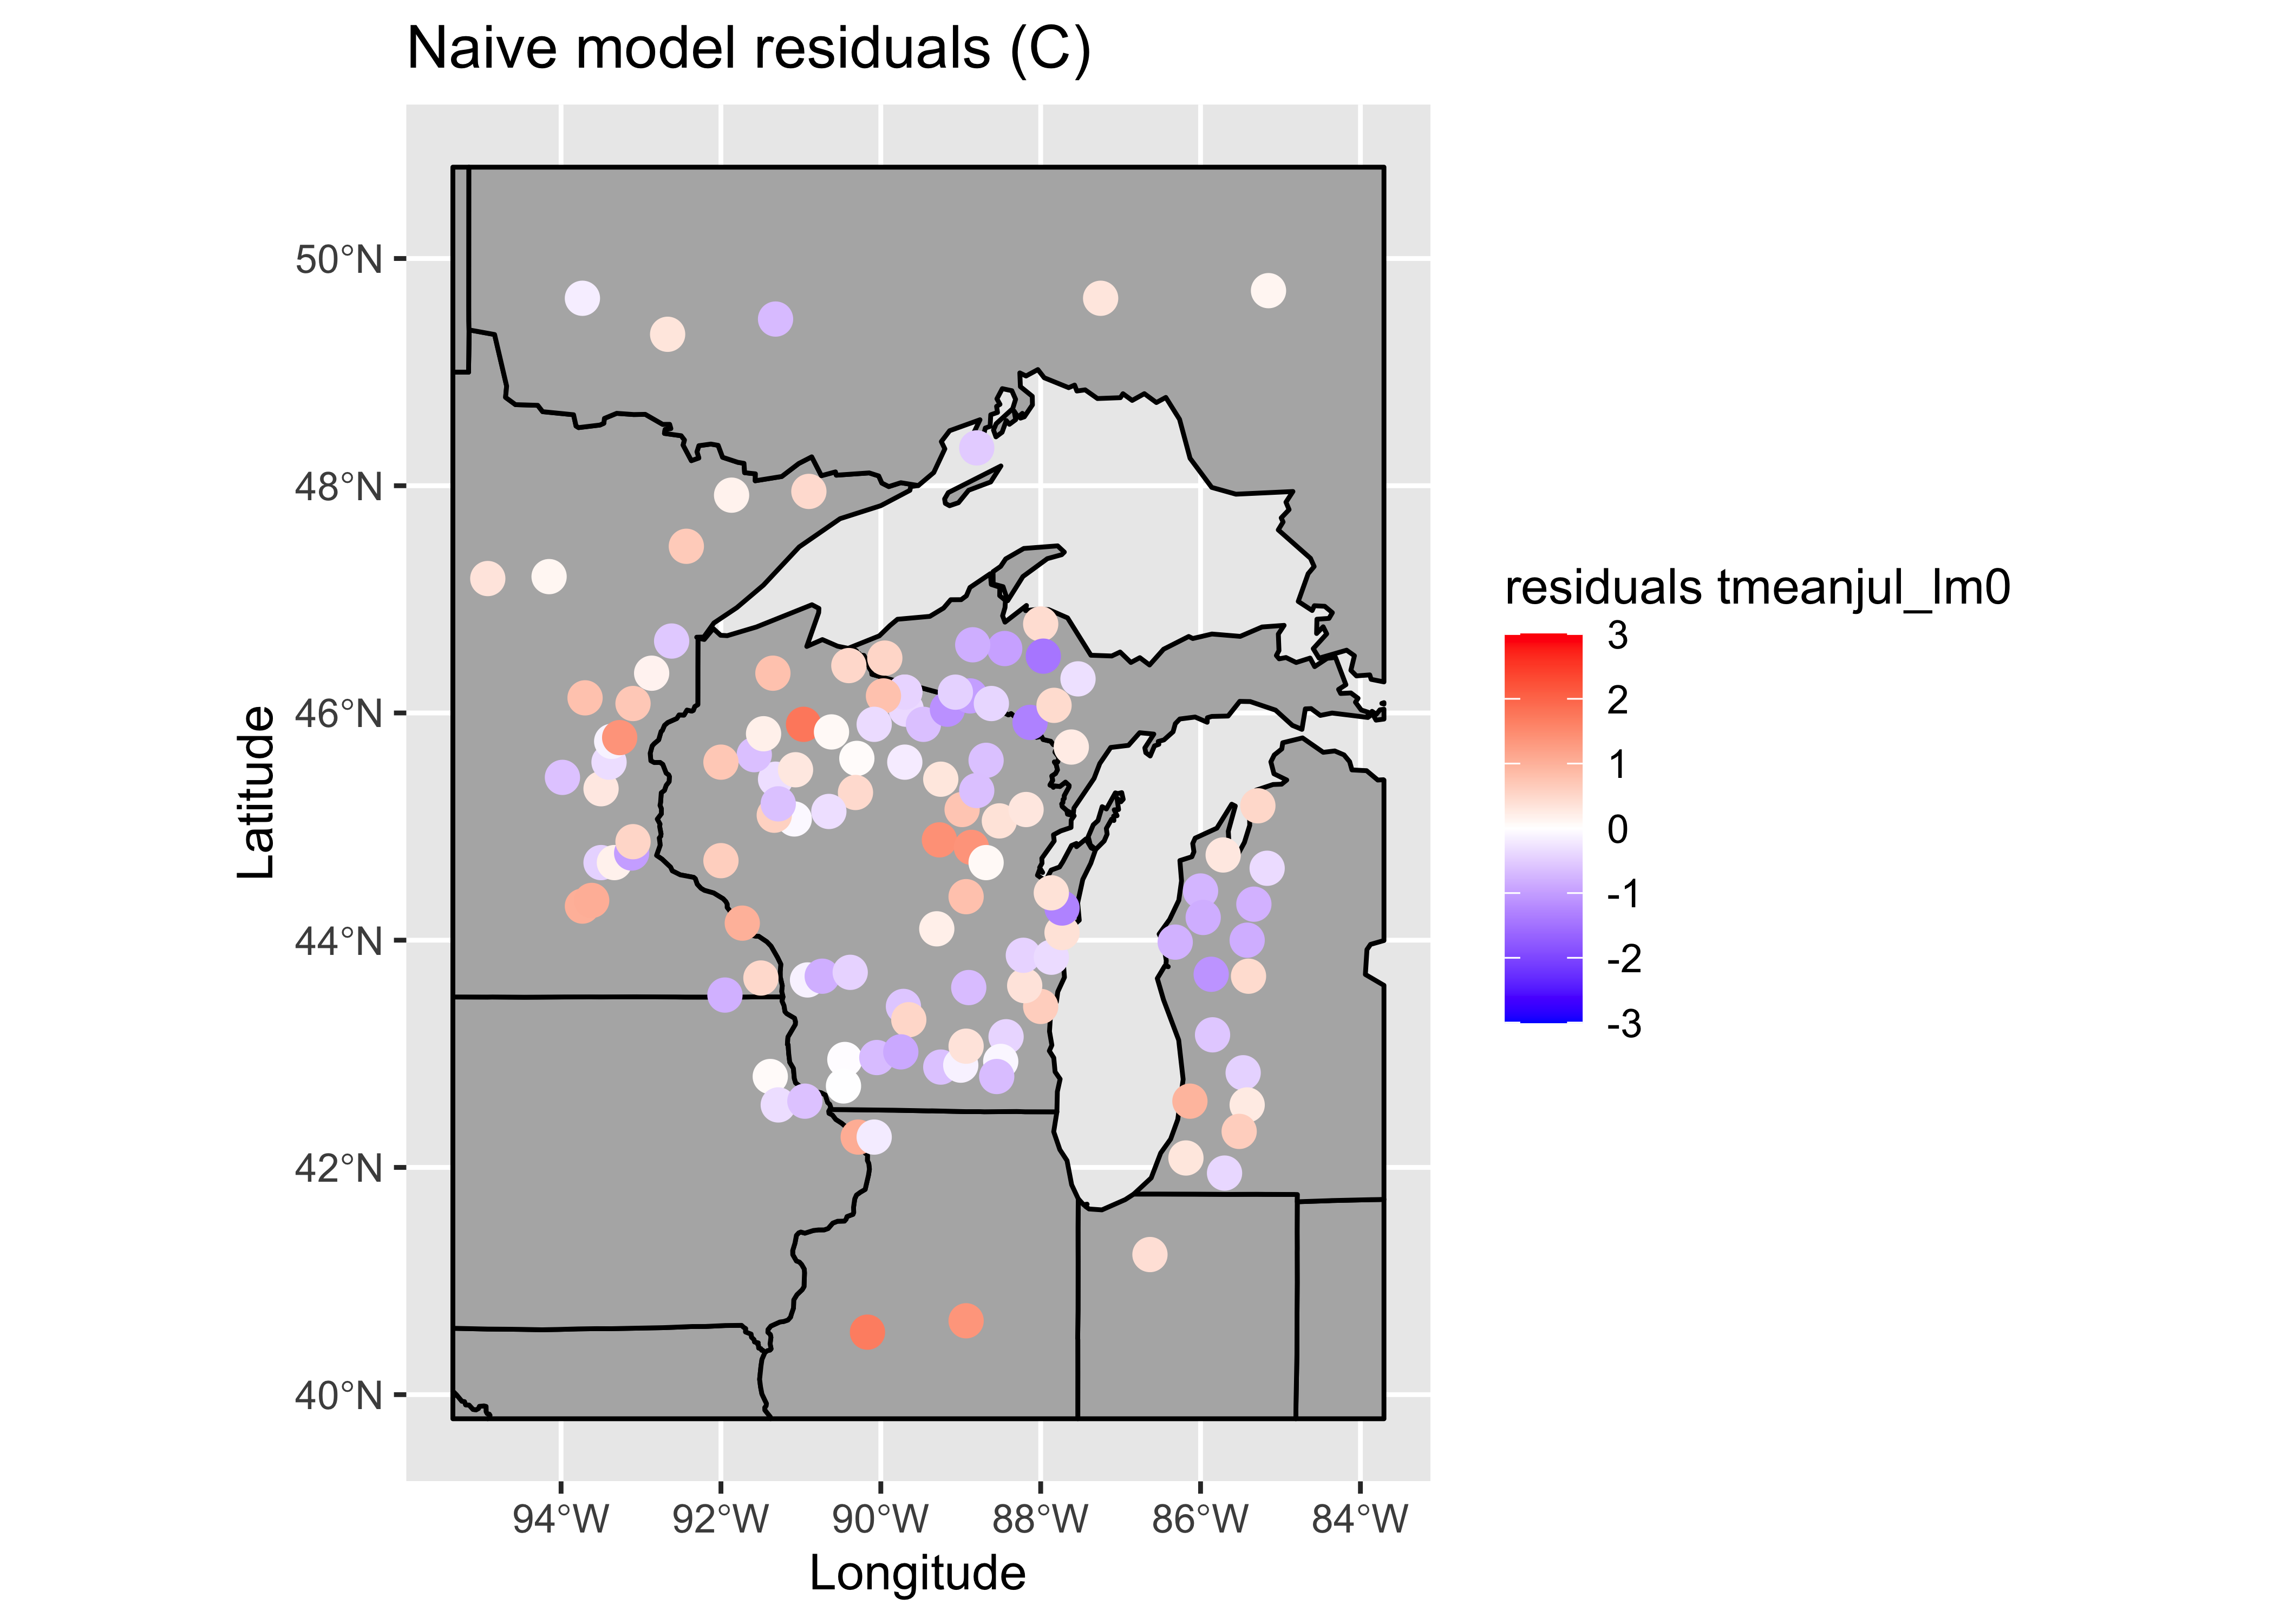 Naive model residuals (C)
50°N
48°N
46°N
44°N
42°N
40°N
Latitude
94°W 92°W 90°W 88°W 86°W 84°W
Longitude
residuals tmeanjul_lm0
3
2
1
0
-1
-2
-3